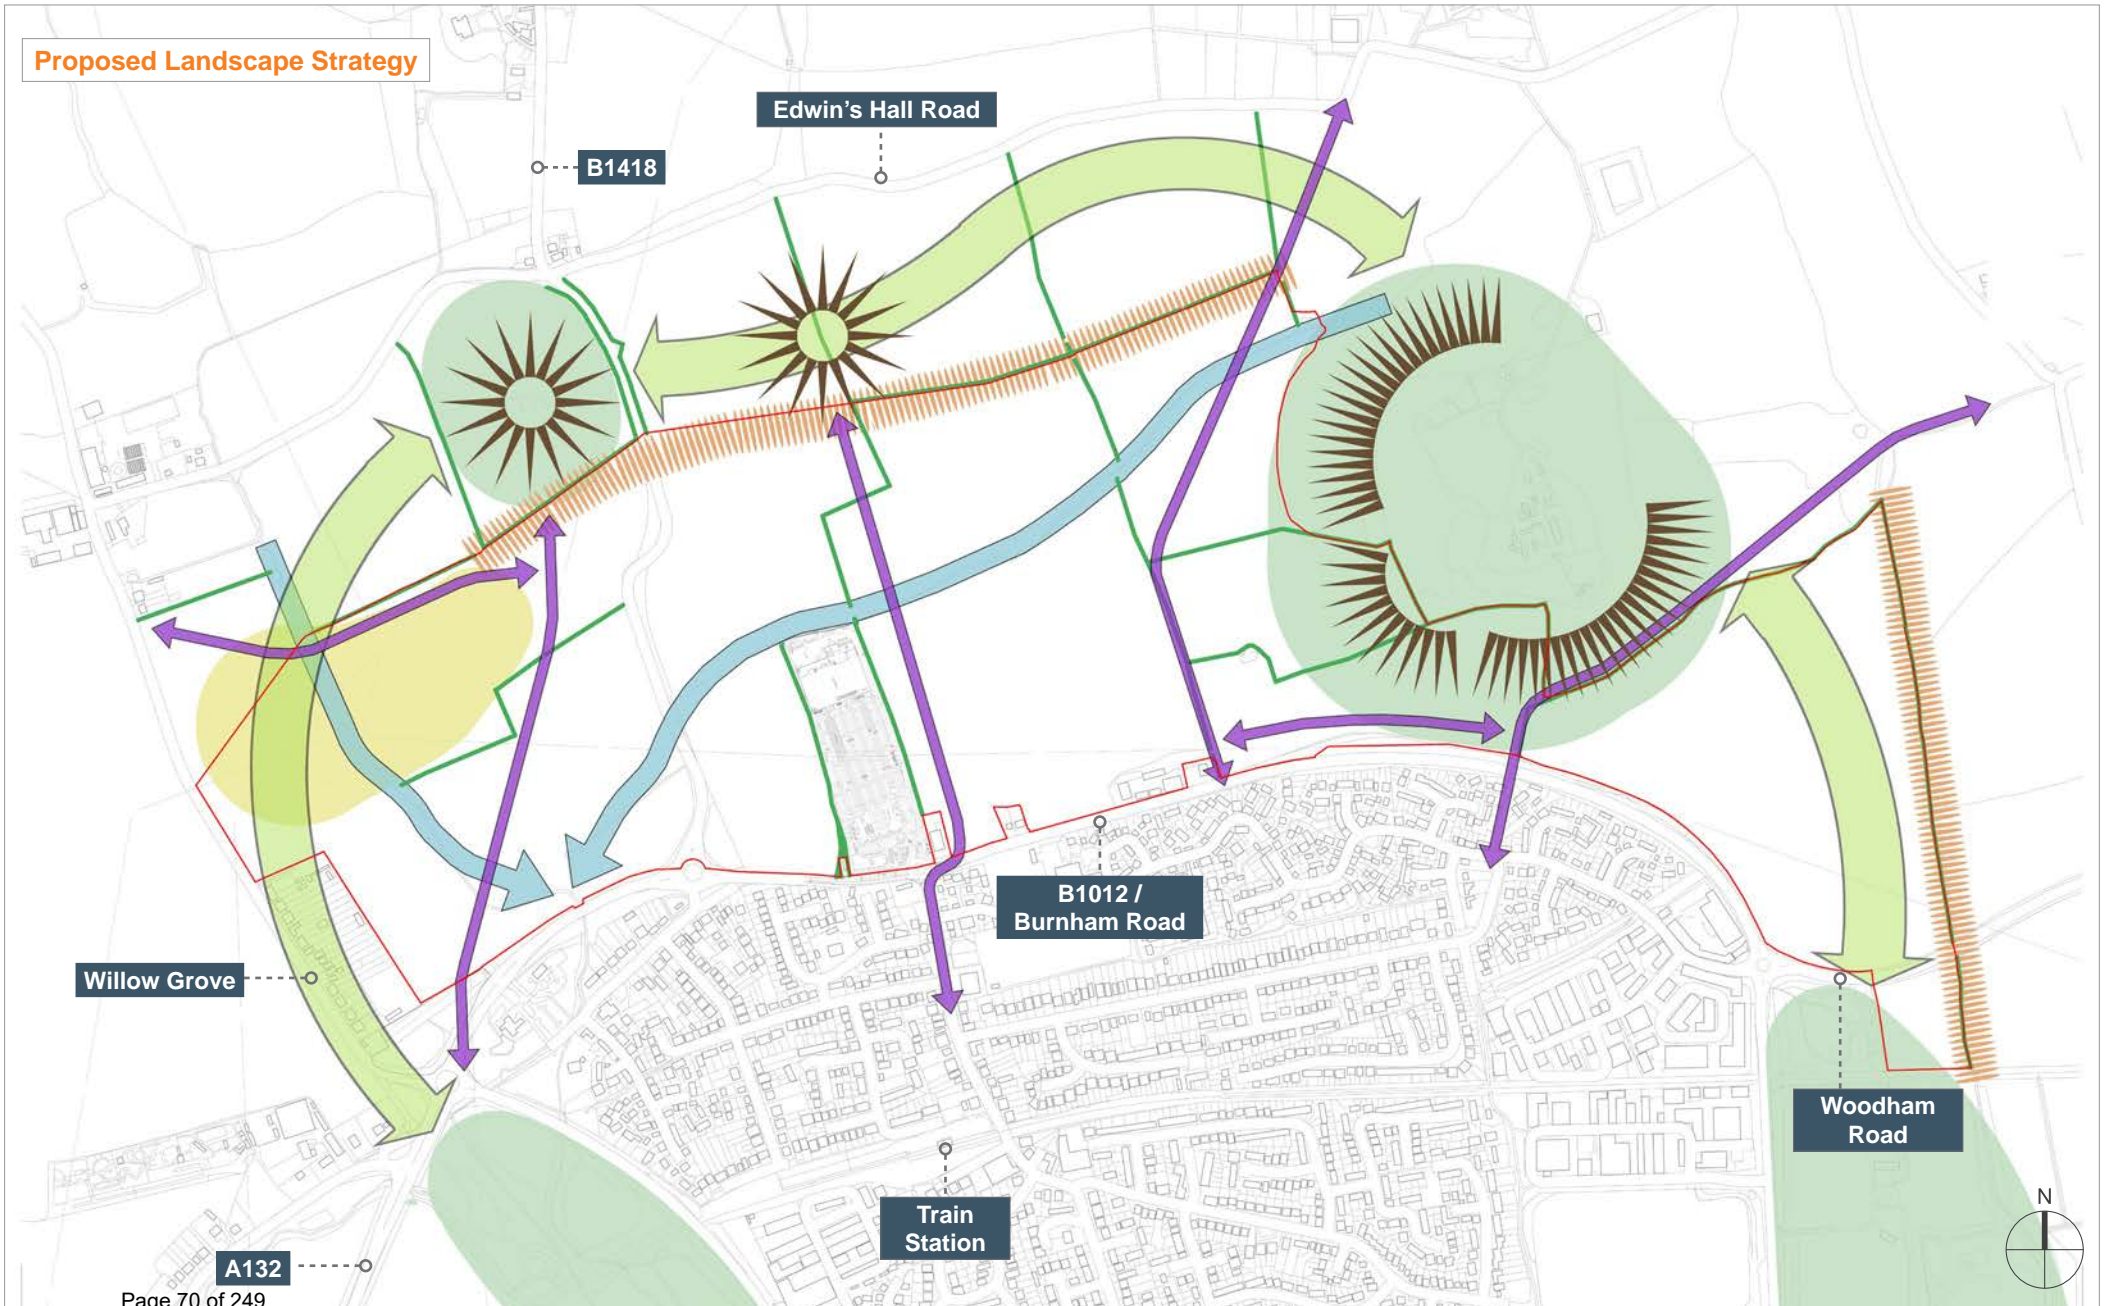 Proposed Landscape Strategy
Edwin's Hall Road
B1418
B1012 /
Burnham Road
Willow Grove
Woodham
Road
N
Train
Station
A132
Page 70 of 249